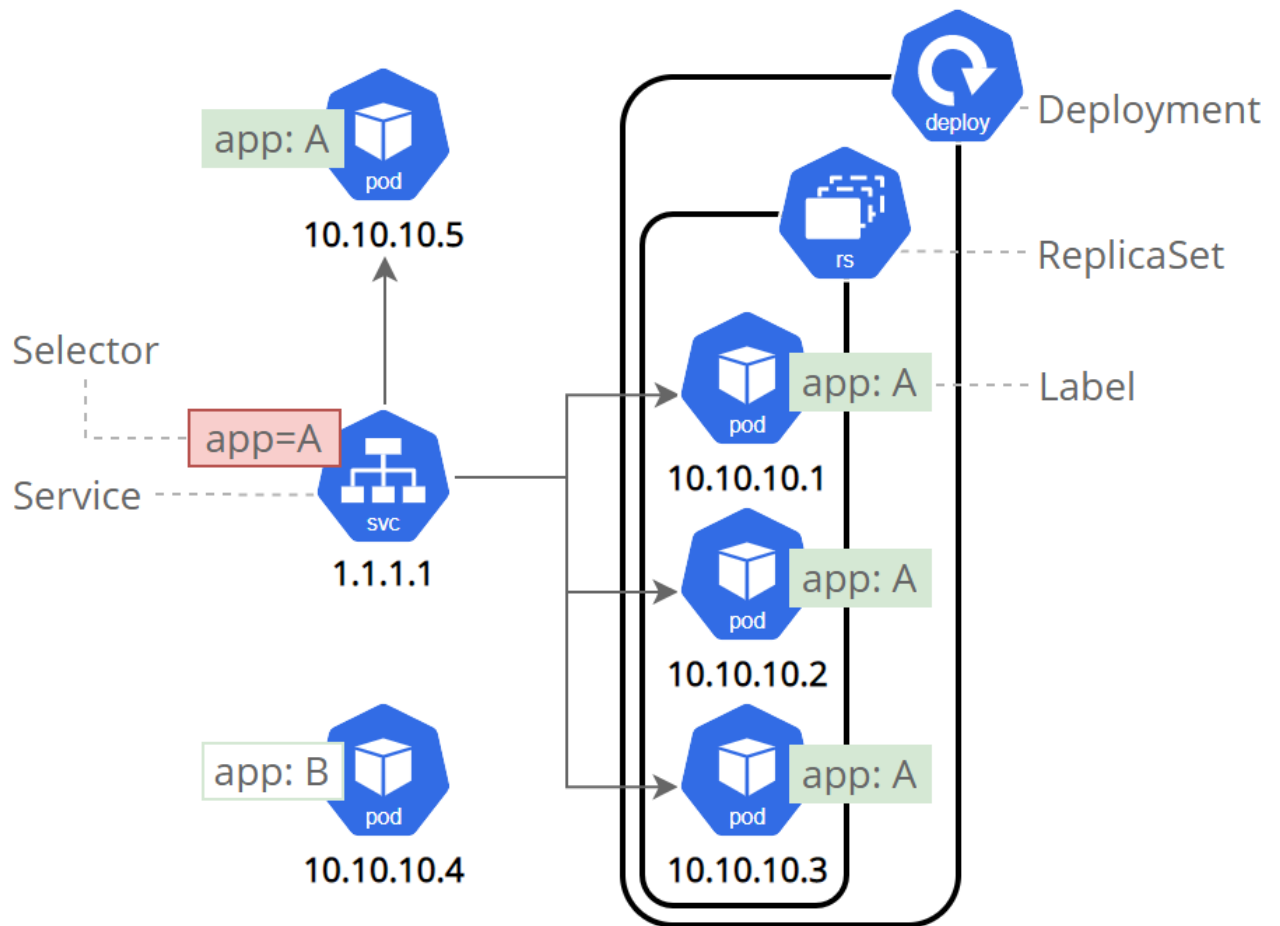 deploy
Deployment
app: A
pod
10.10.10.5
rs
ReplicaSet
Selector
app=A
Service
svc
1.1.1.1
pod
app: A
Label
10.10.10.1
pod
app: A
10.10.10.2
app: B
pod
10.10.10.4
pod
app: A
10.10.10.3